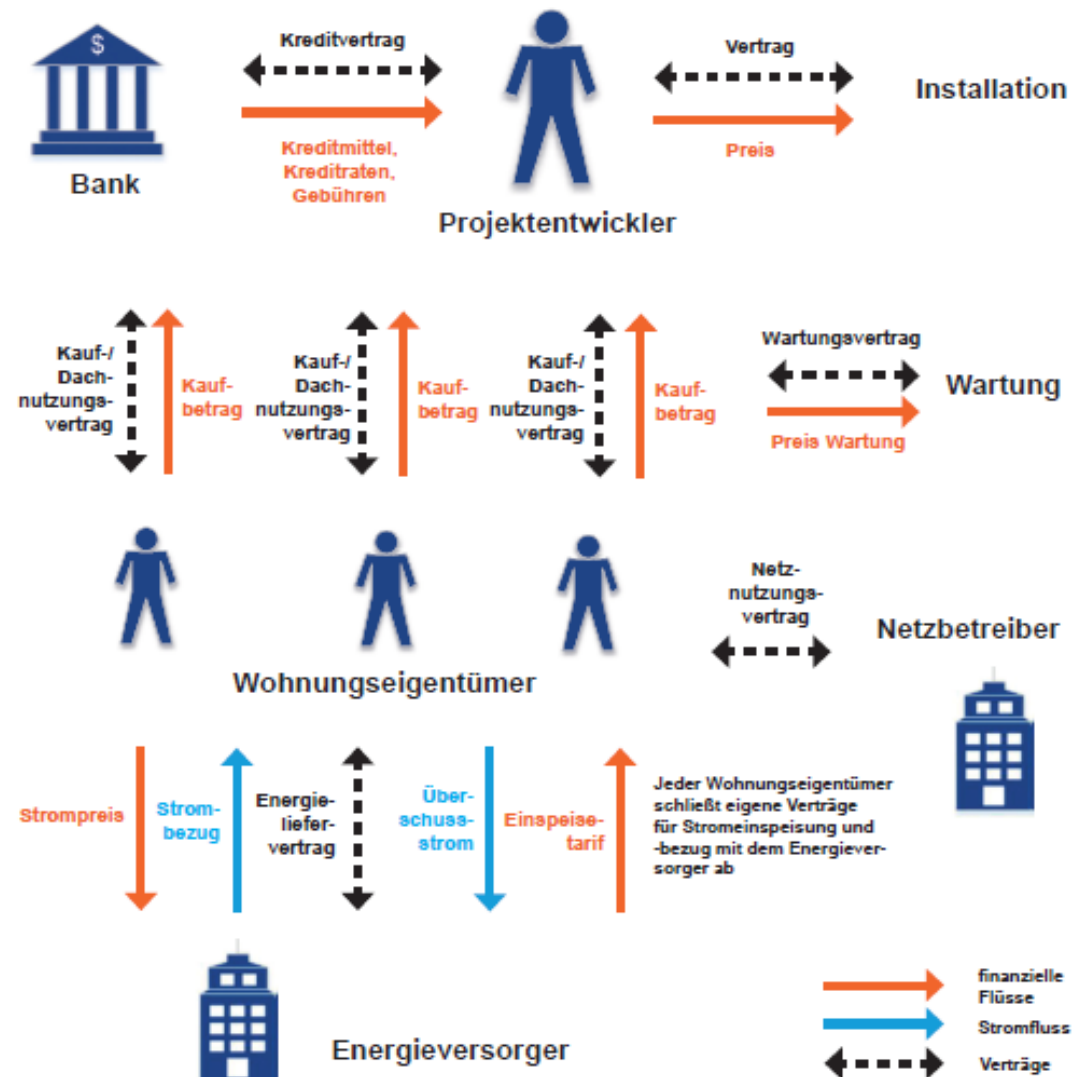 $
Bank
Kreditvertrag
Kreditmittel,
Kreditraten,
Gebühren
Projektentwickler
Vertrag
Preis
Installation
Kauf-/
Dach-
nutzungs-
vertrag
Kauf-
betrag
Kauf-/
Dach-
nutzungs-
vertrag
Kauf-
betrag
Kauf-/
Dach-
nutzungs-
vertrag
Kauf-
betrag
Wartungsvertrag
Preis Wartung
Wartung
Wohnungseigentümer
Netz-
nutzungs-
vertrag
Netzbetreiber
Strompreis
Strom-
bezug
Energie-
liefer-
vertrag
Über-
schuss-
strom
Einspeise-
tarif
Jeder Wohnungseigentümer
schließt eigene Verträge
für Stromeinspeisung und
-bezug mit dem Energiever-
sorger ab
Energieversorger
finanzielle
Flüsse
Stromfluss
Verträge